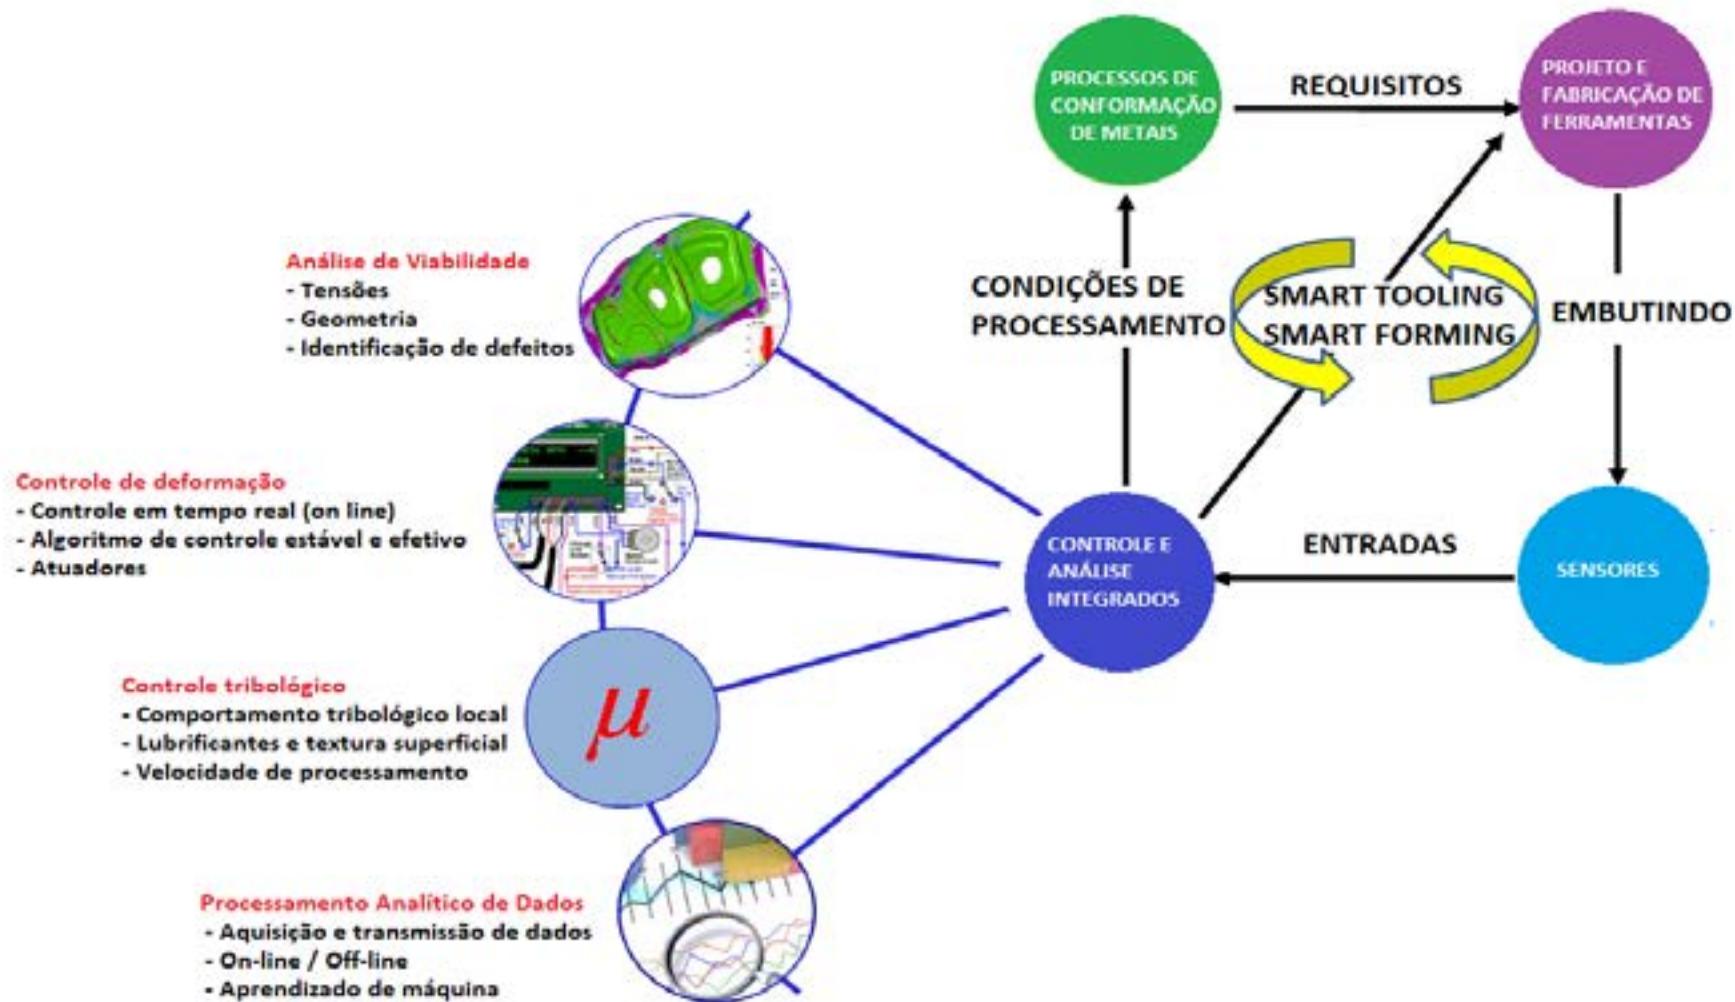 Análise de Viabilidade
- Tensões
- Geometria
- Identificação de defeitos
Controle de deformação
- Controle em tempo real (on line)
- Algoritmo de controle estável e efetivo
- Atuadores
μ
Controle tribológico
- Comportamento tribológico local
- Lubrificantes e textura superficial
- Velocidade de processamento
Processamento Analítico de Dados
- Aquisição e transmissão de dados
- On-line / Off-line
- Aprendizado de máquina
PROCESSOS DE
CONFORMAÇÃO
DE METAIS
REQUISITOS
PROJETO E
FABRICAÇÃO DE
FERRAMENTAS
CONDIÇÕES DE
PROCESSAMENTO
SMART TOOLING
SMART FORMING
EMBUTINDO
CONTROLE E
ANÁLISE
INTEGRADOS
ENTRADAS
SENSORES